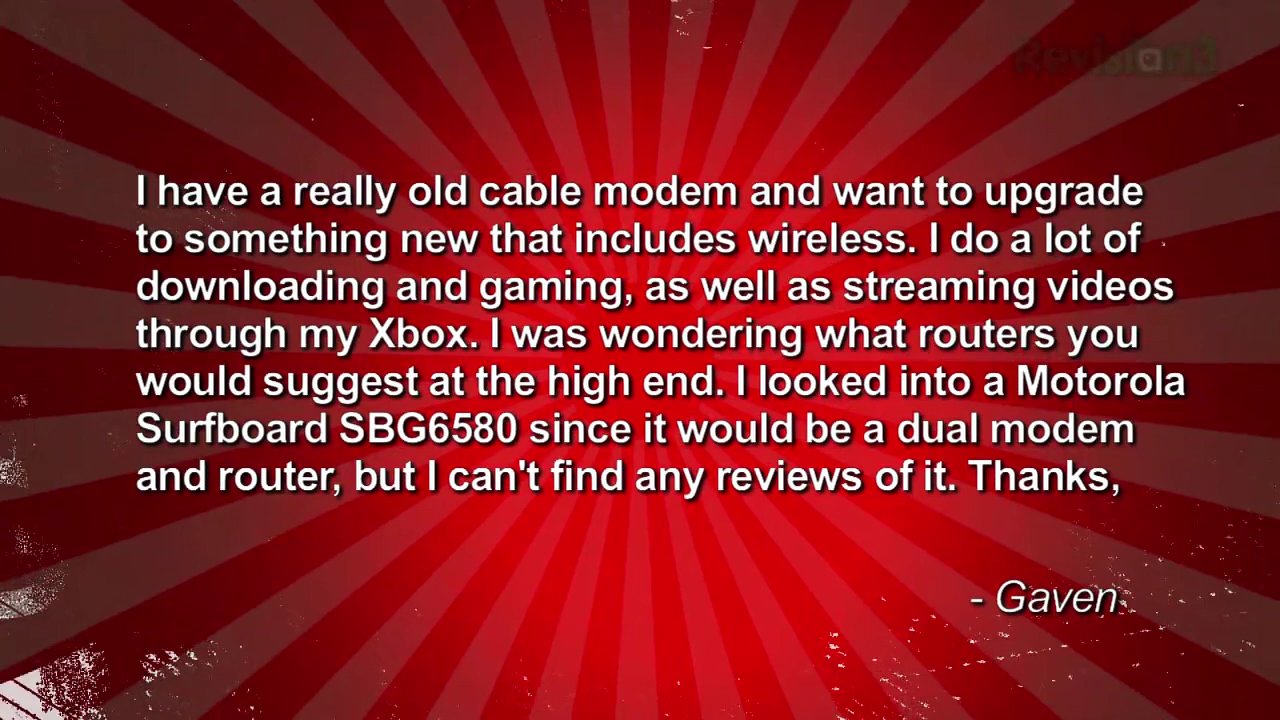 Revision3
I have a really old cable modem and want to upgrade
to something new that includes wireless. I do a lot of
downloading and gaming, as well as streaming videos
through my Xbox. I was wondering what routers you
would suggest at the high end. I looked into a Motorola
Surfboard SBG6580 since it would be a dual modem
and router, but I can't find any reviews of it. Thanks,
- Gaven